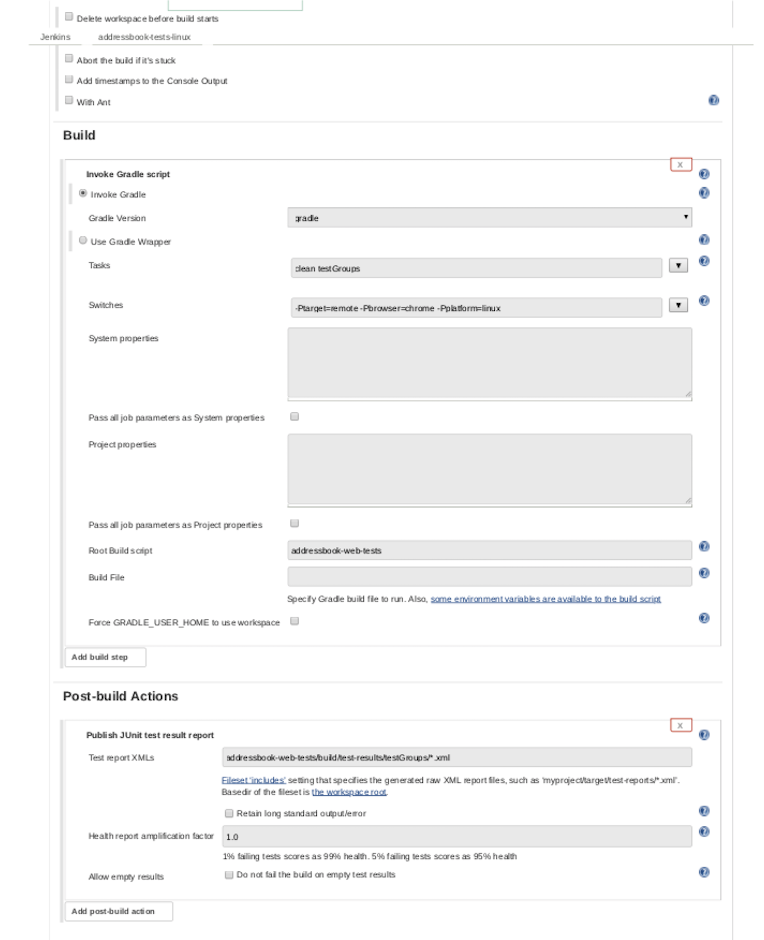 Delete workspace before build starts
Jenkins addressbook-tests-linux
Abort the build if it's stuck
Add timestamps to the Console Output
With Ant
Build
X
Invoke Gradle script
Invoke Gradle
Gradle Version gradle
Use Gradle Wrapper
Tasks clean testGroups
Switches -Ptarget=remote -Pbrowser=chrome -Pplatform=linux
System properties
Pass all job parameters as System properties
Project properties
Pass all job parameters as Project properties
Root Build script addressbook-web-tests
Build File
Specify Gradle build file to run. Also, some environment variables are available to the build script
Force GRADLE_USER_HOME to use workspace
Add build step
Post-build Actions
X
Publish JUnit test result report
Test report XMLs addressbook-web-tests/build/test-results/testGroups/*.xml
Fileset 'includes' setting that specifies the generated raw XML report files, such as 'myproject/target/test-reports/*.xml'.
Basedir of the fileset is the workspace root.
Retain long standard output/error
Health report amplification factor 1.0
1% failing tests scores as 99% health. 5% failing tests scores as 95% health
Allow empty results Do not fail the build on empty test results
Add post-build action